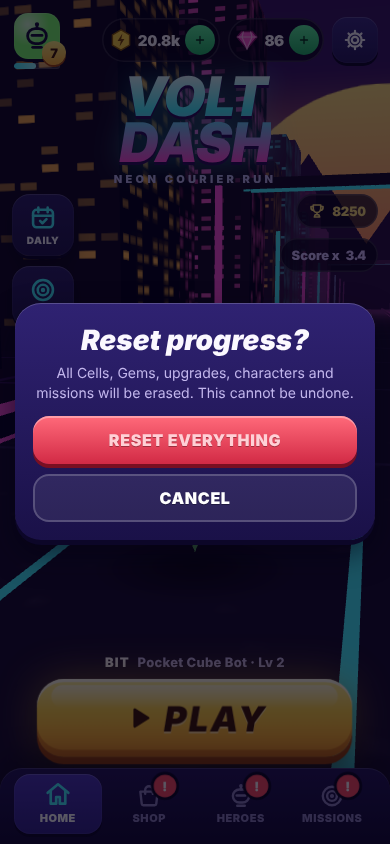 7
20.8k +
86 +
VOLT
DASH
NEON COURIER RUN
DAILY
8250
Score x 3.4
Reset progress?
All Cells, Gems, upgrades, characters and
missions will be erased. This cannot be undone.
RESET EVERYTHING
CANCEL
BIT Pocket Cube Bot · Lv 2
PLAY
! ! !
HOME SHOP HEROES MISSIONS